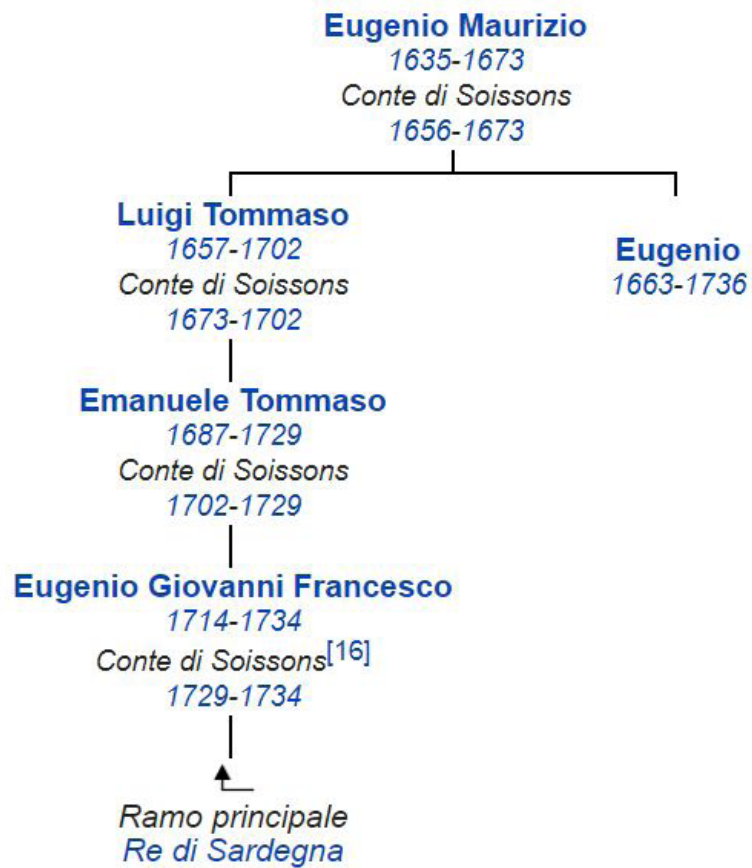 Eugenio Maurizio
1635-1673
Conte di Soissons
1656-1673
Luigi Tommaso
1657-1702
Conte di Soissons
1673-1702
Eugenio
1663-1736
Emanuele Tommaso
1687-1729
Conte di Soissons
1702-1729
Eugenio Giovanni Francesco
1714-1734
Conte di Soissons[16]
1729-1734
Ramo principale
Re di Sardegna